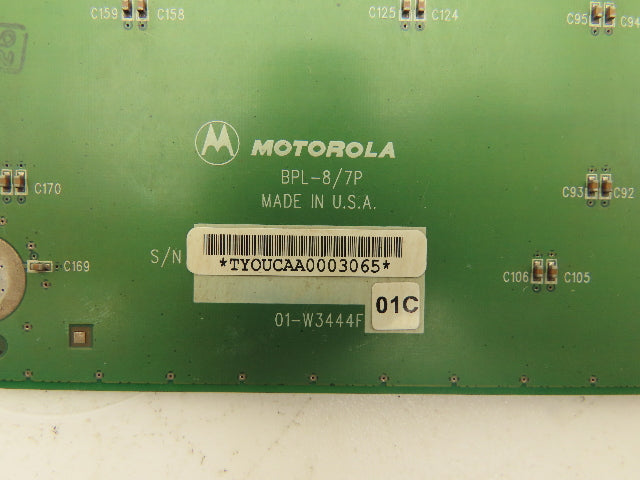 C159 C158
C125 C124
C95 C94
MOTOROLA
BPL-8/7P
MADE IN U.S.A.
C170
C93 C92
S/N
*TYOUCAA0003065*
C169
C106 C105
01C
01-W3444F